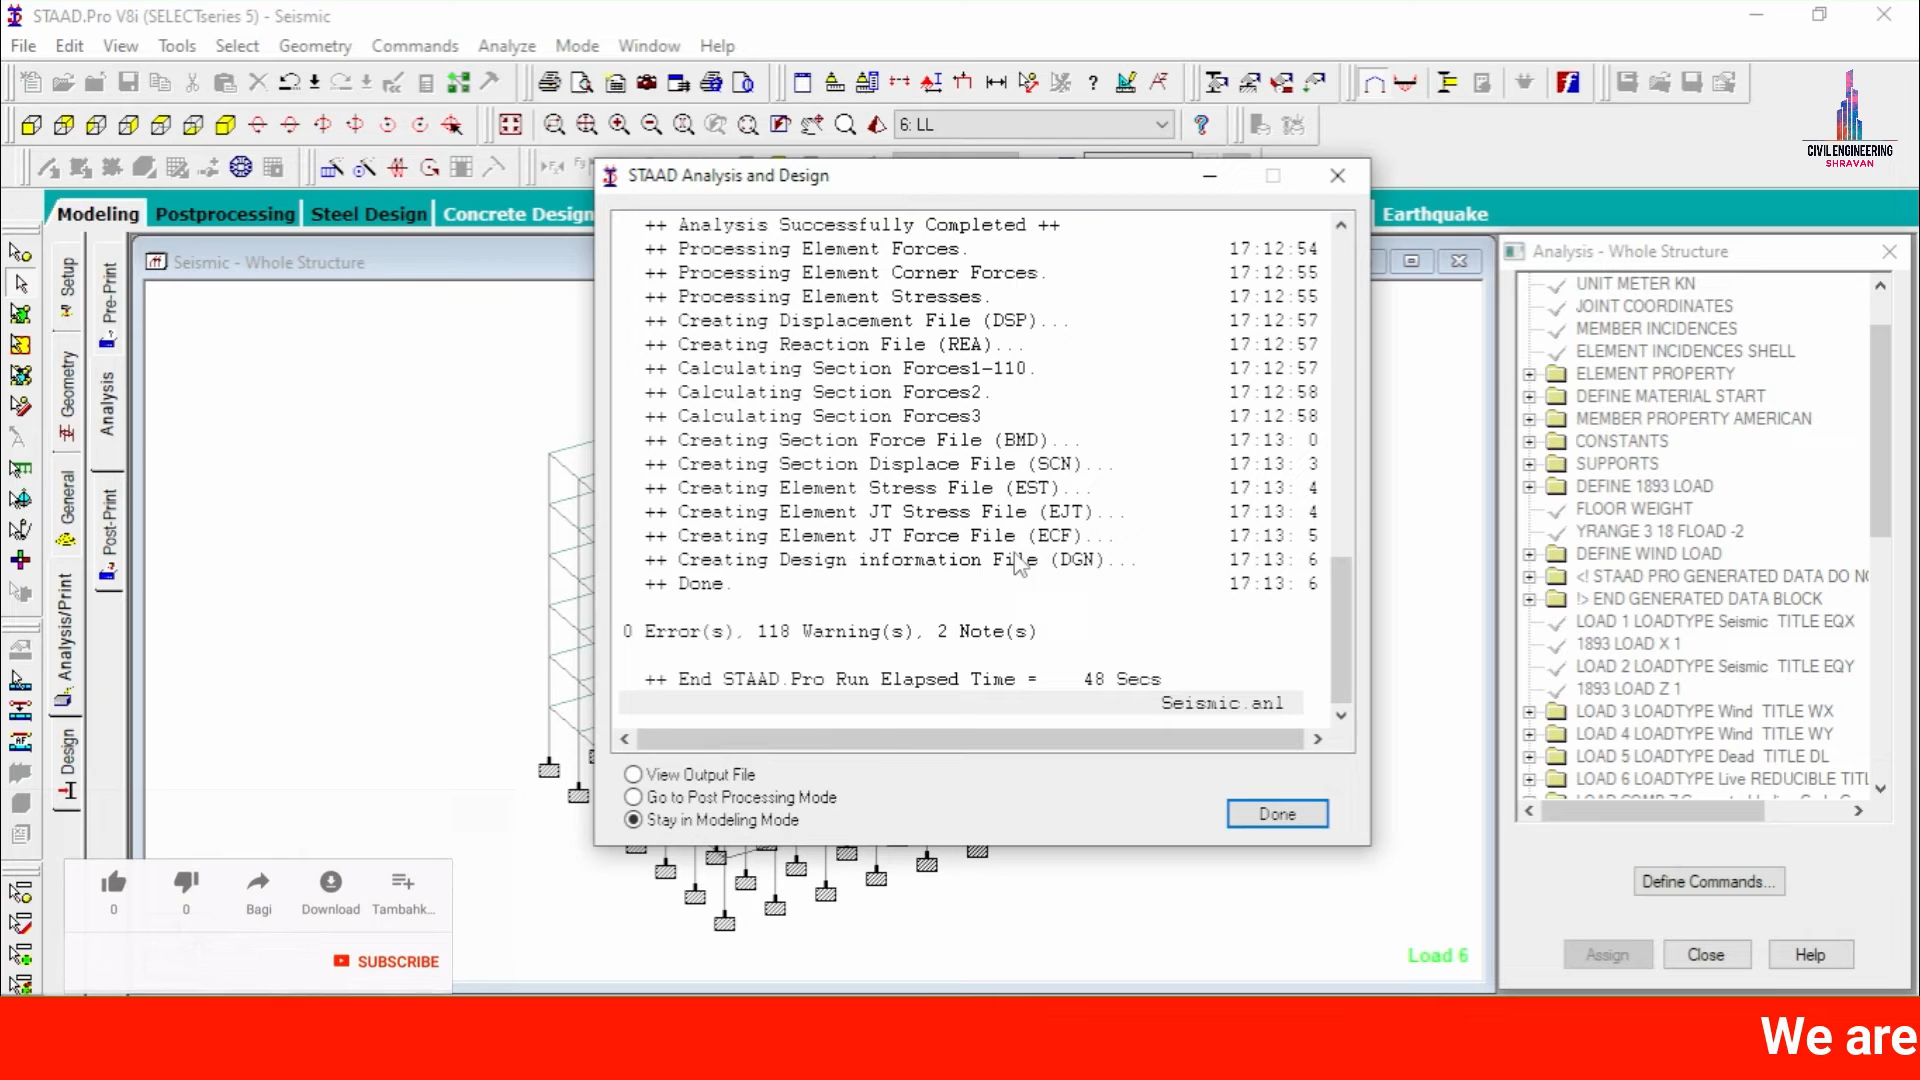 STAAD.Pro V8i (SELECTseries 5) - Seismic
File Edit View Tools Select Geometry Commands Analyze Mode Window Help
6: LL
CIVIL ENGINEERING
SHRAVAN
Modeling Postprocessing Steel Design Concrete Design Earthquake
Setup
Geometry
General
Analysis/Print
Design
Pre-Print
Analysis
Post-Print
Seismic - Whole Structure
STAAD Analysis and Design
++ Analysis Successfully Completed ++
++ Processing Element Forces. 17:12:54
++ Processing Element Corner Forces. 17:12:55
++ Processing Element Stresses. 17:12:55
++ Creating Displacement File (DSP)... 17:12:57
++ Creating Reaction File (REA)... 17:12:57
++ Calculating Section Forces1-110. 17:12:57
++ Calculating Section Forces2. 17:12:58
++ Calculating Section Forces3 17:12:58
++ Creating Section Force File (BMD)... 17:13: 0
++ Creating Section Displace File (SCN)... 17:13: 3
++ Creating Element Stress File (EST)... 17:13: 4
++ Creating Element JT Stress File (EJT)... 17:13: 4
++ Creating Element JT Force File (ECF)... 17:13: 5
++ Creating Design information File (DGN)... 17:13: 6
++ Done. 17:13: 6
0 Error(s), 118 Warning(s), 2 Note(s)
++ End STAAD.Pro Run Elapsed Time = 48 Secs
Seismic.anl
View Output File
Go to Post Processing Mode
Stay in Modeling Mode
Done
Analysis - Whole Structure
UNIT METER KN
JOINT COORDINATES
MEMBER INCIDENCES
ELEMENT INCIDENCES SHELL
ELEMENT PROPERTY
DEFINE MATERIAL START
MEMBER PROPERTY AMERICAN
CONSTANTS
SUPPORTS
DEFINE 1893 LOAD
FLOOR WEIGHT
YRANGE 3 18 FLOAD -2
DEFINE WIND LOAD
<! STAAD PRO GENERATED DATA DO NO
!> END GENERATED DATA BLOCK
LOAD 1 LOADTYPE Seismic TITLE EQX
1893 LOAD X 1
LOAD 2 LOADTYPE Seismic TITLE EQY
1893 LOAD Z 1
LOAD 3 LOADTYPE Wind TITLE WX
LOAD 4 LOADTYPE Wind TITLE WY
LOAD 5 LOADTYPE Dead TITLE DL
LOAD 6 LOADTYPE Live REDUCIBLE TITL
Define Commands...
Assign Close Help
Load 6
0 0 Bagi Download Tambahk...
SUBSCRIBE
We are